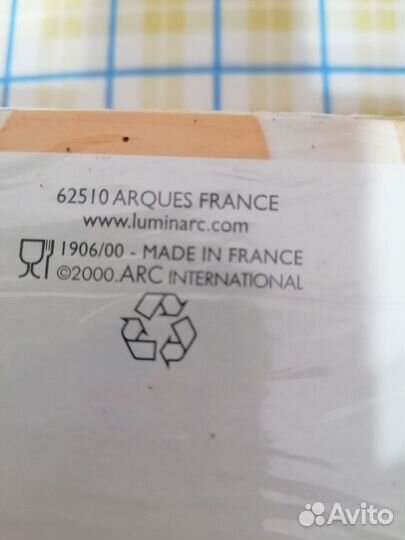 62510 ARQUES FRANCE
www.luminarc.com
1906/00 - MADE IN FRANCE
©2000.ARC INTERNATIONAL
Avito